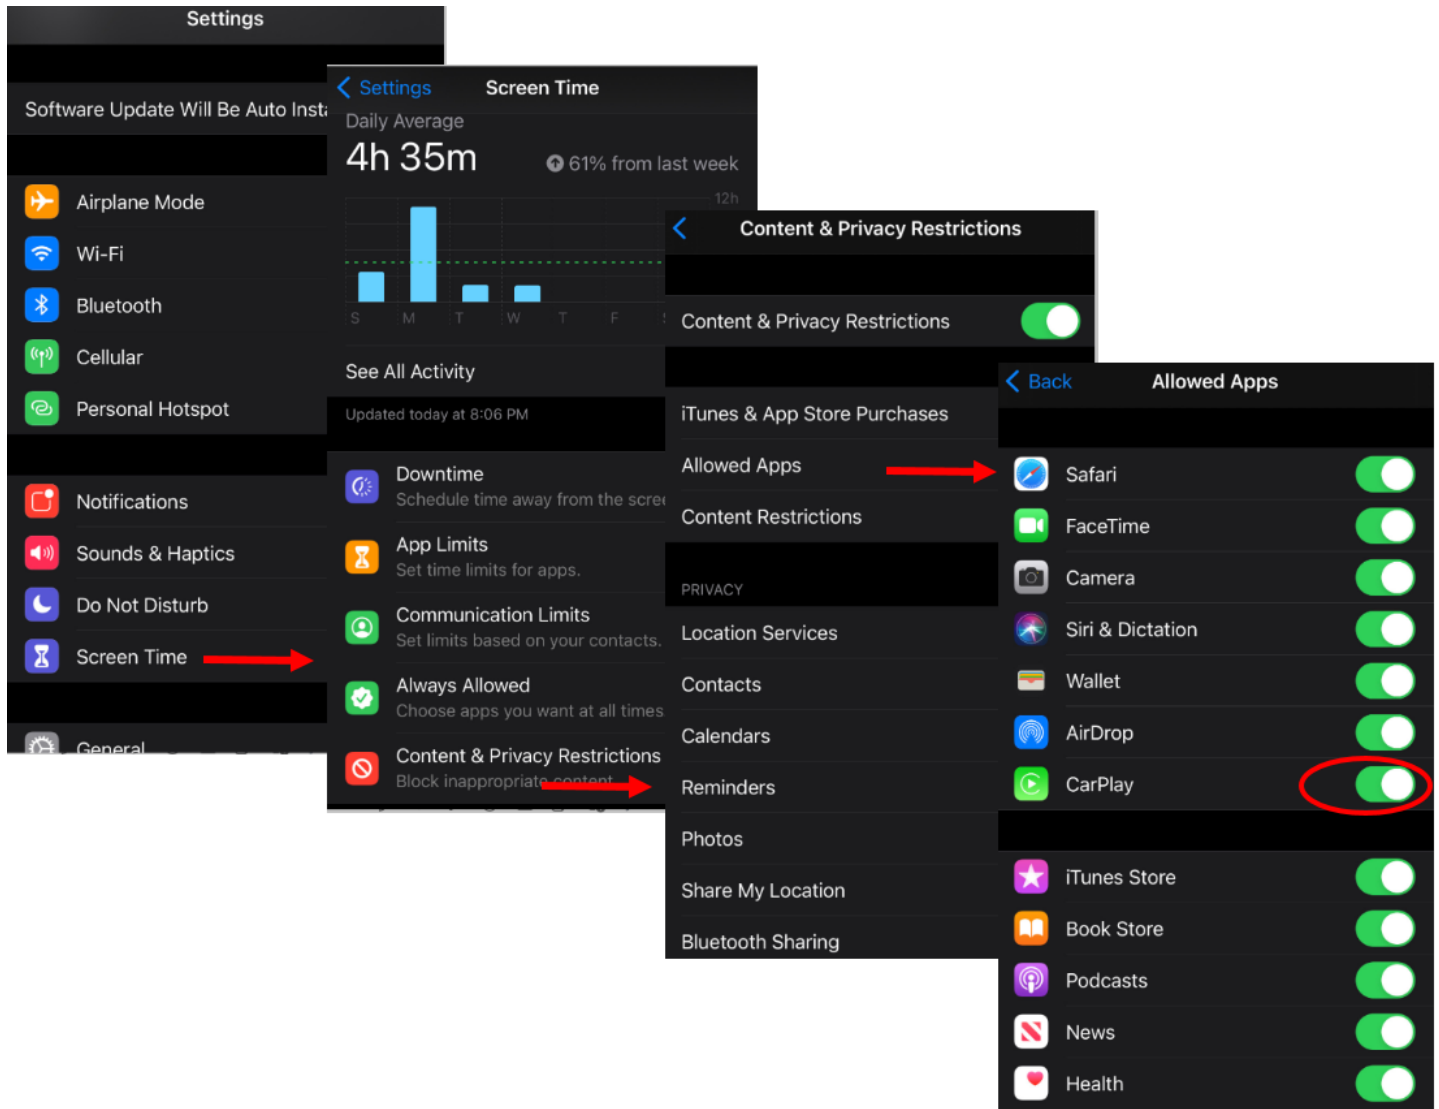 Settings
Software Update Will Be Auto Insta
Airplane Mode
Wi-Fi
Bluetooth
Cellular
Personal Hotspot
Notifications
Sounds & Haptics
Do Not Disturb
Screen Time
General
Settings
Screen Time
Daily Average
4h 35m
61% from last week
12h
S M T W T F S
See All Activity
Updated today at 8:06 PM
Downtime
Schedule time away from the scree
App Limits
Set time limits for apps.
Communication Limits
Set limits based on your contacts.
Always Allowed
Choose apps you want at all times
Content & Privacy Restrictions
Block inappropriate content
Content & Privacy Restrictions
Content & Privacy Restrictions
iTunes & App Store Purchases
Allowed Apps
Content Restrictions
PRIVACY
Location Services
Contacts
Calendars
Reminders
Photos
Share My Location
Bluetooth Sharing
Back
Allowed Apps
Safari
FaceTime
Camera
Siri & Dictation
Wallet
AirDrop
CarPlay
iTunes Store
Book Store
Podcasts
News
Health